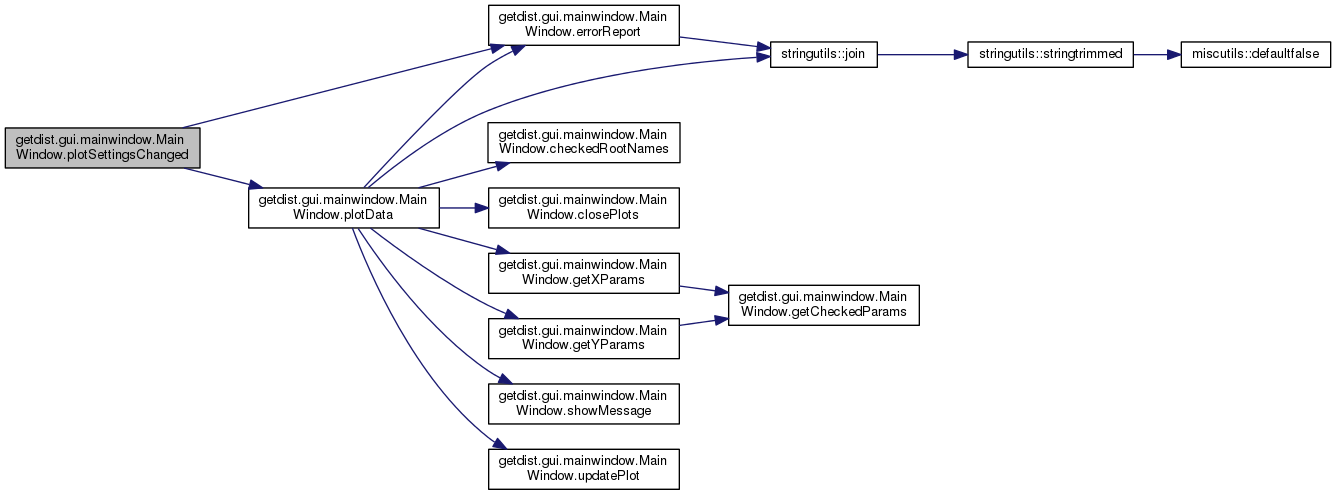 getdist.gui.mainwindow.Main
Window.plotSettingsChanged
getdist.gui.mainwindow.Main
Window.plotData
getdist.gui.mainwindow.Main
Window.errorReport
stringutils::join
stringutils::stringtrimmed
miscutils::defaultfalse
getdist.gui.mainwindow.Main
Window.checkedRootNames
getdist.gui.mainwindow.Main
Window.closePlots
getdist.gui.mainwindow.Main
Window.getXParams
getdist.gui.mainwindow.Main
Window.getCheckedParams
getdist.gui.mainwindow.Main
Window.getYParams
getdist.gui.mainwindow.Main
Window.showMessage
getdist.gui.mainwindow.Main
Window.updatePlot